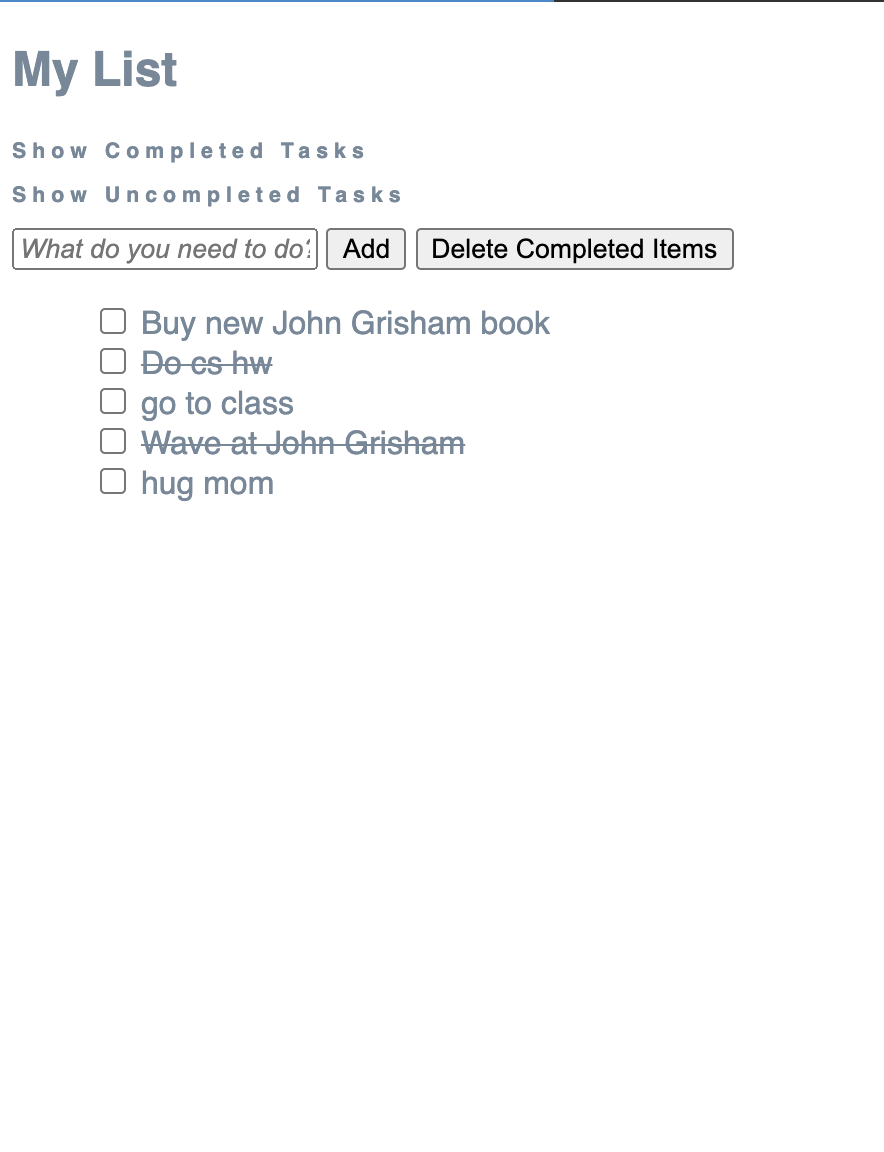 My List
Show Completed Tasks
Show Uncompleted Tasks
What do you need to do? Add Delete Completed Items
Buy new John Grisham book
Do cs hw
go to class
Wave at John Grisham
hug mom